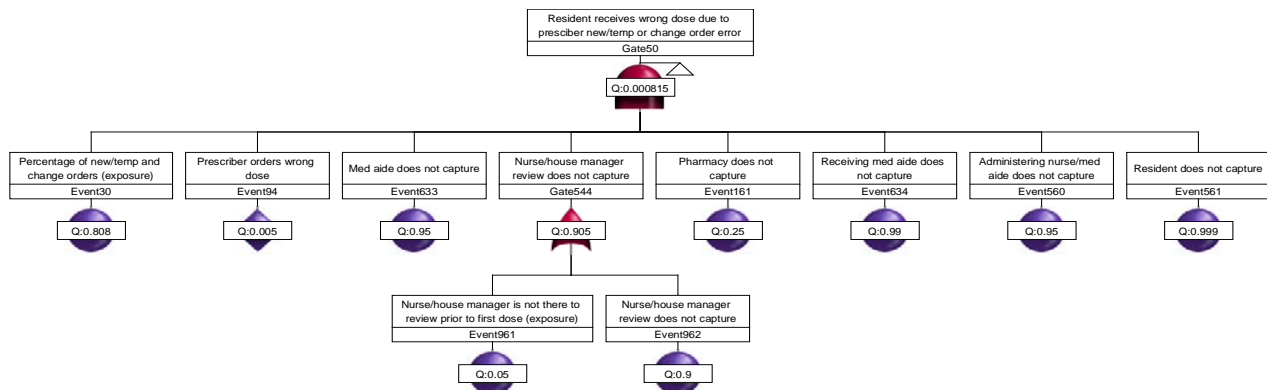 Resident receives wrong dose due to
presciber new/temp or change order error
Gate50
Q:0.000815
Percentage of new/temp and
change orders (exposure)
Event30
Q:0.808
Prescriber orders wrong
dose
Event94
Q:0.005
Med aide does not capture
Event633
Q:0.95
Nurse/house manager
review does not capture
Gate544
Q:0.905
Pharmacy does not
capture
Event161
Q:0.25
Receiving med aide does
not capture
Event634
Q:0.99
Administering nurse/med
aide does not capture
Event560
Q:0.95
Resident does not capture
Event561
Q:0.999
Nurse/house manager is not there to
review prior to first dose (exposure)
Event961
Q:0.05
Nurse/house manager
review does not capture
Event962
Q:0.9